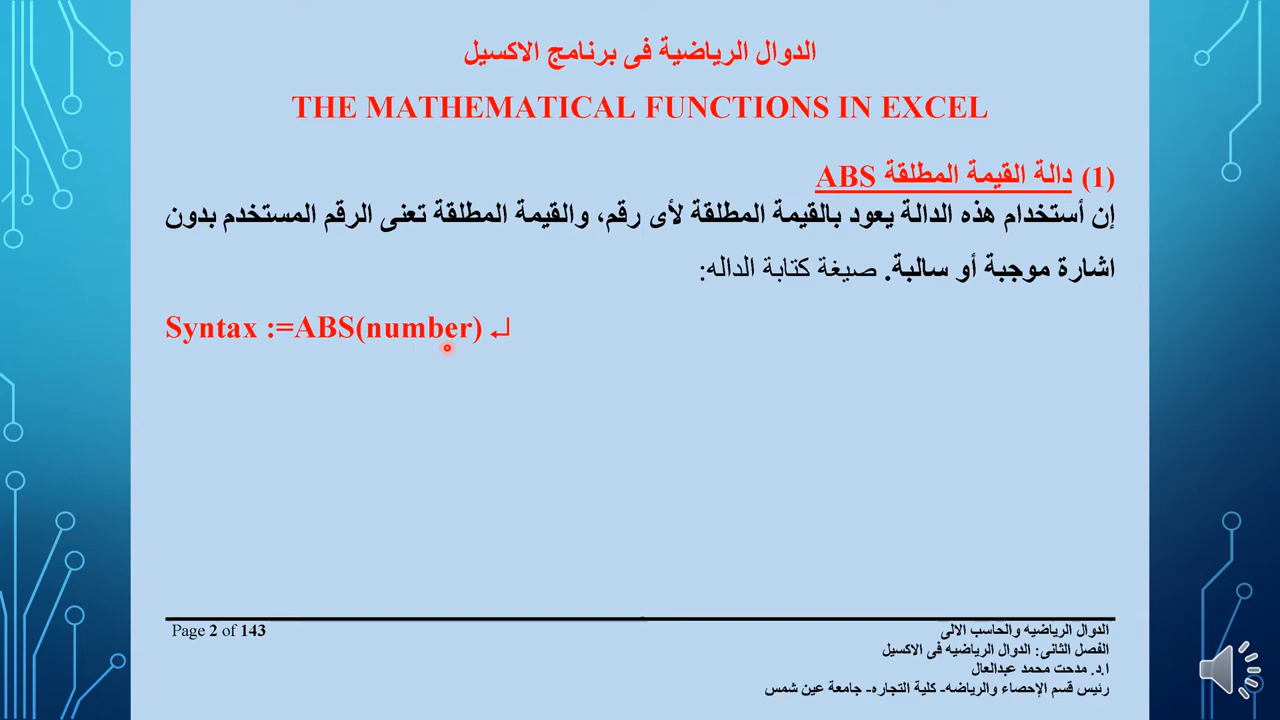 الدوال الرياضية فى برنامج الاكسيل
THE MATHEMATICAL FUNCTIONS IN EXCEL
(1) دالة القيمة المطلقة ABS
إن أستخدام هذه الدالة يعود بالقيمة المطلقة لأى رقم، والقيمة المطلقة تعنى الرقم المستخدم بدون
اشارة موجبة أو سالبة. صيغة كتابة الداله:
Syntax :=ABS(number) ↵
Page 2 of 143
الدوال الرياضيه والحاسب الالى
الفصل الثانى: الدوال الرياضيه فى الاكسيل
ا.د. مدحت محمد عبدالعال
رئيس قسم الإحصاء والرياضه- كلية التجاره- جامعة عين شمس